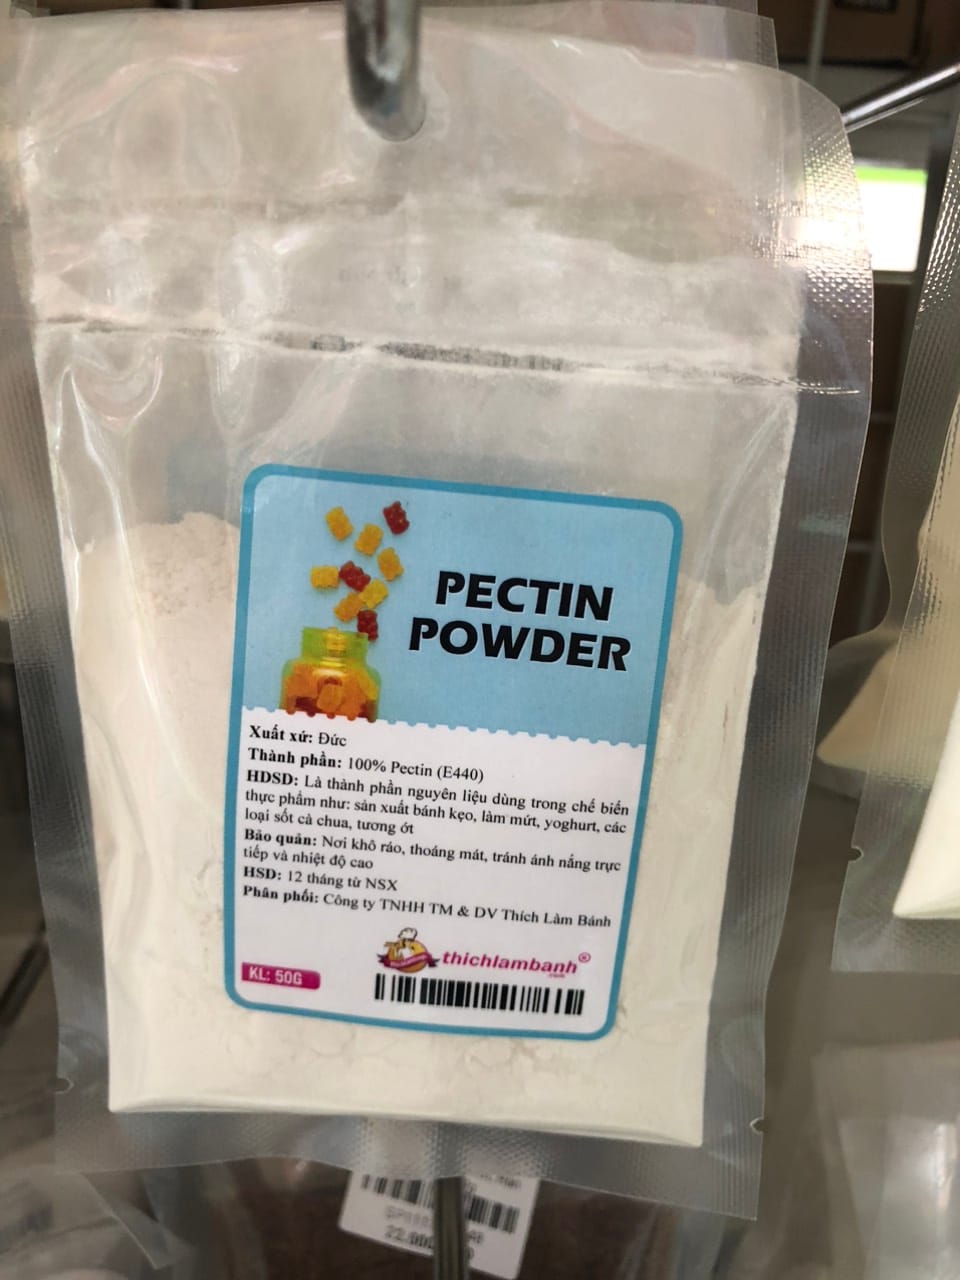 PECTIN
POWDER
Xuất xứ: Đức
Thành phần: 100% Pectin (E440)
HDSD: Là thành phần nguyên liệu dùng trong chế biến
thực phẩm như: sản xuất bánh kẹo, làm mứt, yoghurt, các
loại sốt cà chua, tương ớt
Bảo quản: Nơi khô ráo, thoáng mát, tránh ánh nắng trực
tiếp và nhiệt độ cao
HSD: 12 tháng từ NSX
Phân phối: Công ty TNHH TM & DV Thích Làm Bánh
thichlambanh®
.com
KL: 50G